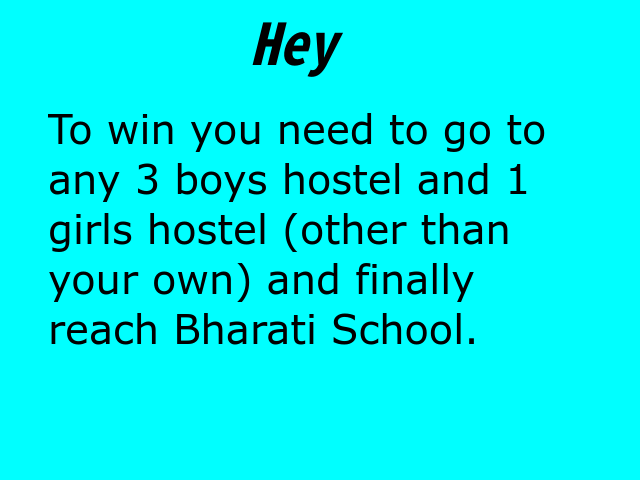 Hey
To win you need to go to
any 3 boys hostel and 1
girls hostel (other than
your own) and finally
reach Bharati School.